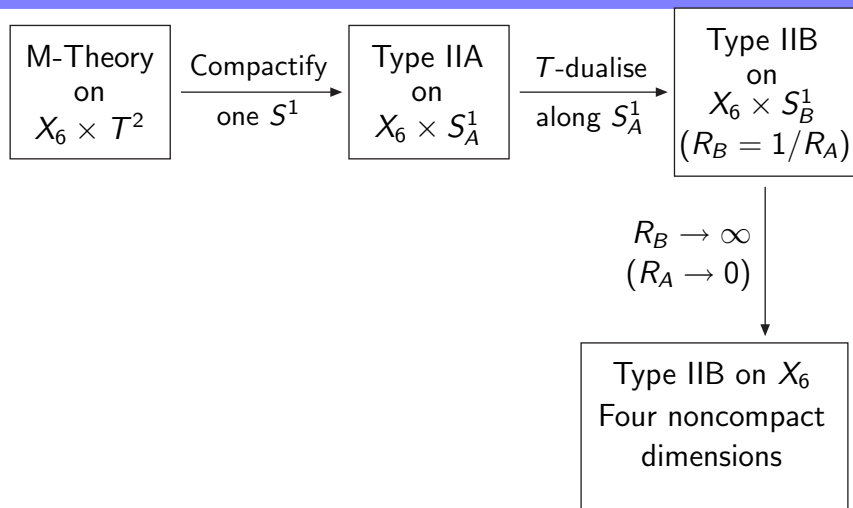 M-Theory
on
X₆ × T²
Compactify
one S¹
Type IIA
on
X₆ × S¹_A
T-dualise
along S¹_A
Type IIB
on
X₆ × S¹_B
(R_B = 1/R_A)
R_B → ∞
(R_A → 0)
Type IIB on X₆
Four noncompact
dimensions